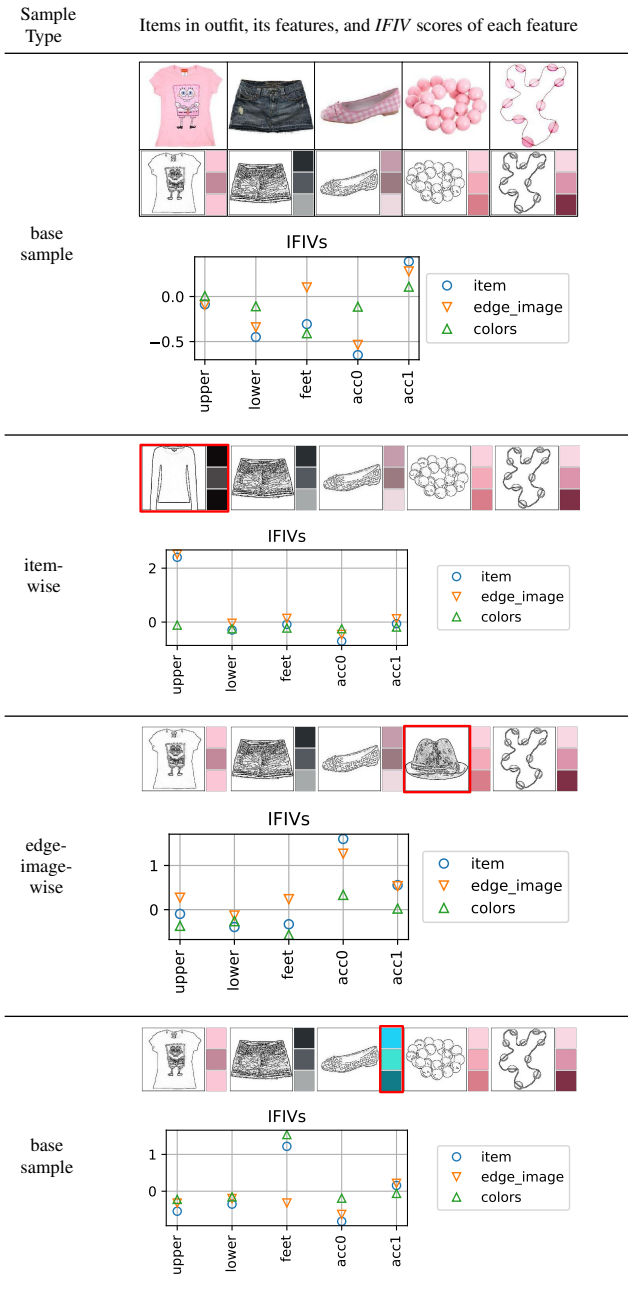 Sample
Type
Items in outfit, its features, and IFIV scores of each feature
base
sample
IFIVs
0.0
−0.5
item
edge_image
colors
upper
lower
feet
acc0
acc1
item-
wise
IFIVs
2
0
item
edge_image
colors
upper
lower
feet
acc0
acc1
edge-
image-
wise
IFIVs
1
0
item
edge_image
colors
upper
lower
feet
acc0
acc1
base
sample
IFIVs
1
0
item
edge_image
colors
upper
lower
feet
acc0
acc1